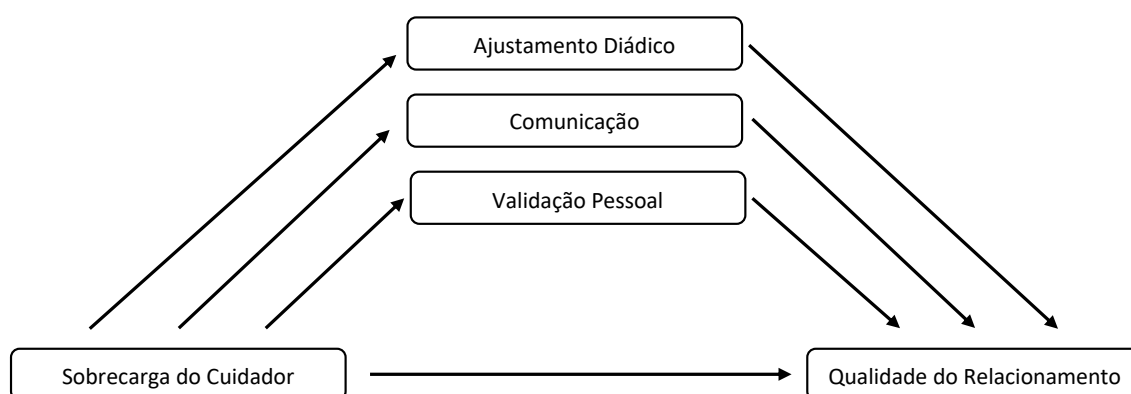 Ajustamento Diádico
Comunicação
Validação Pessoal
Sobrecarga do Cuidador
Qualidade do Relacionamento